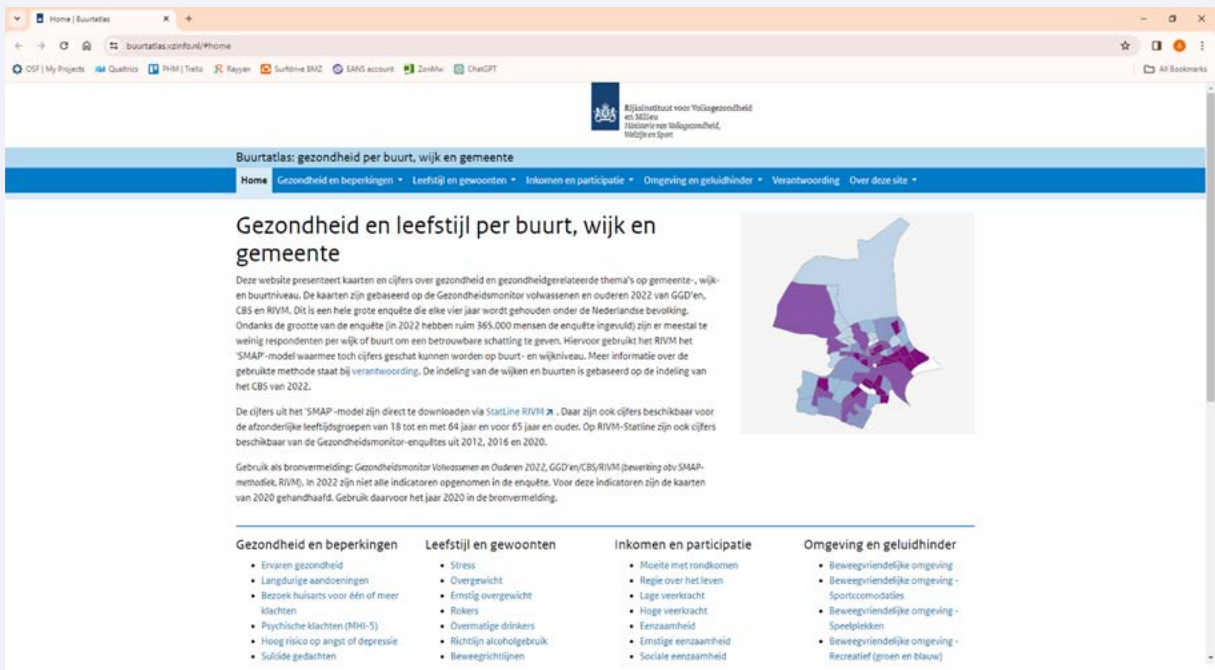 Home | Buurtatlas
buurtatlas.vzinfo.nl/#home
OSF | My Projects
Qualtrics
PHM | Trello
Rayyan
Surfdrive BMZ
EANS account
ZonMw
ChatGPT
All Bookmarks
Rijksinstituut voor Volksgezondheid
en Milieu
Ministerie van Volksgezondheid,
Welzijn en Sport
Buurtatlas: gezondheid per buurt, wijk en gemeente
Home Gezondheid en beperkingen Leefstijl en gewoonten Inkomen en participatie Omgeving en geluidhinder Verantwoording Over deze site
Gezondheid en leefstijl per buurt, wijk en
gemeente
Deze website presenteert kaarten en cijfers over gezondheid en gezondheidgerelateerde thema's op gemeente-, wijk-
en buurtniveau. De kaarten zijn gebaseerd op de Gezondheidsmonitor volwassenen en ouderen 2022 van GGD'en,
CBS en RIVM. Dit is een hele grote enquête die elke vier jaar wordt gehouden onder de Nederlandse bevolking.
Ondanks de grootte van de enquête (in 2022 hebben ruim 365.000 mensen de enquête ingevuld) zijn er meestal te
weinig respondenten per wijk of buurt om een betrouwbare schatting te geven. Hiervoor gebruikt het RIVM het
'SMAP'-model waarmee toch cijfers geschat kunnen worden op buurt- en wijkniveau. Meer informatie over de
gebruikte methode staat bij verantwoording. De indeling van de wijken en buurten is gebaseerd op de indeling van
het CBS van 2022.
De cijfers uit het 'SMAP' -model zijn direct te downloaden via StatLine RIVM . Daar zijn ook cijfers beschikbaar voor
de afzonderlijke leeftijdsgroepen van 18 tot en met 64 jaar en voor 65 jaar en ouder. Op RIVM-Statline zijn ook cijfers
beschikbaar van de Gezondheidsmonitor-enquêtes uit 2012, 2016 en 2020.
Gebruik als bronvermelding: Gezondheidsmonitor Volwassenen en Ouderen 2022, GGD'en/CBS/RIVM (bewerking obv SMAP-
methodiek, RIVM). In 2022 zijn niet alle indicatoren opgenomen in de enquête. Voor deze indicatoren zijn de kaarten
van 2020 gehandhaafd. Gebruik daarvoor het jaar 2020 in de bronvermelding.
Gezondheid en beperkingen
Ervaren gezondheid
Langdurige aandoeningen
Bezoek huisarts voor één of meer
klachten
Psychische klachten (MHI-5)
Hoog risico op angst of depressie
Suïcide gedachten
Leefstijl en gewoonten
Stress
Overgewicht
Ernstig overgewicht
Rokers
Overmatige drinkers
Richtlijn alcoholgebruik
Beweegrichtlijnen
Inkomen en participatie
Moeite met rondkomen
Regie over het leven
Lage veerkracht
Hoge veerkracht
Eenzaamheid
Ernstige eenzaamheid
Sociale eenzaamheid
Omgeving en geluidhinder
Beweegvriendelijke omgeving
Beweegvriendelijke omgeving -
Sportccomodaties
Beweegvriendelijke omgeving -
Speelplekken
Beweegvriendelijke omgeving -
Recreatief (groen en blauw)